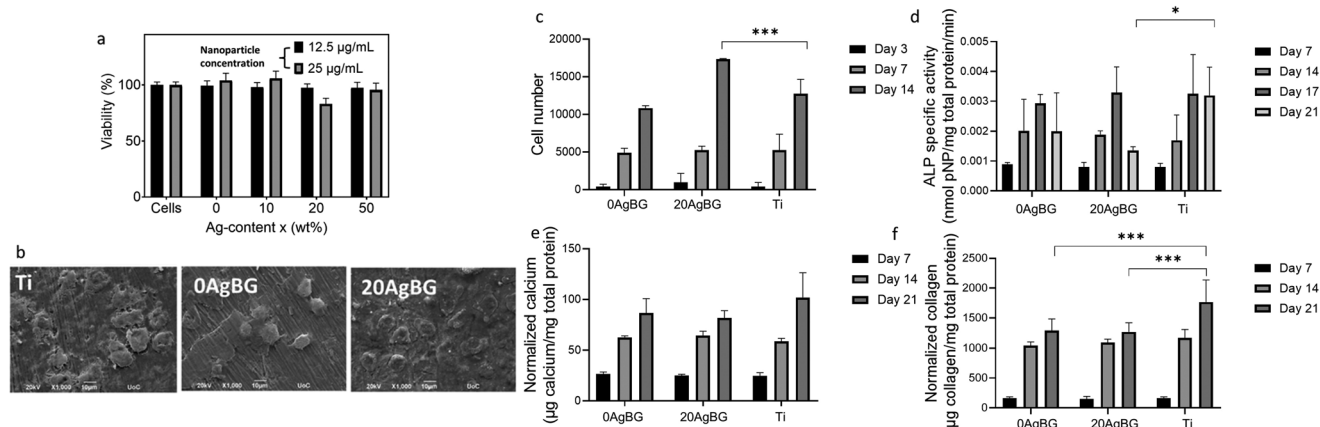 a
Nanoparticle
concentration
12.5 µg/mL
25 µg/mL
Viability (%)
100
50
0
Cells
0
10
20
50
Ag-content x (wt%)
b
Ti
20kV X1,000 10µm UoC
0AgBG
20kV X1,000 10µm UoC
20AgBG
20kV X1,000 10µm UoC
c
Cell number
20000
15000
10000
5000
0
***
0AgBG
20AgBG
Ti
Day 3
Day 7
Day 14
d
ALP specific activity
(nmol pNP/mg total protein/min)
0.005
0.004
0.003
0.002
0.001
0.000
*
0AgBG
20AgBG
Ti
Day 7
Day 14
Day 17
Day 21
e
Normalized calcium
(µg calcium/mg total protein)
150
100
50
0
0AgBG
20AgBG
Ti
Day 7
Day 14
Day 21
f
Normalized collagen
µg collagen/mg total protein)
2500
2000
1500
1000
500
0
***
***
0AgBG
20AgBG
Ti
Day 7
Day 14
Day 21